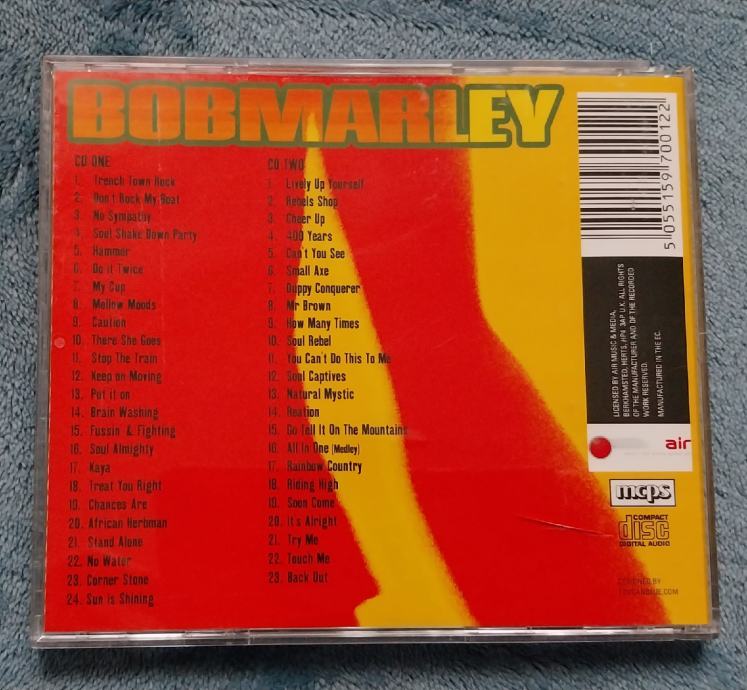 BOBMARLEY
CD ONE
1. Trench Town Rock
2. Don't Rock My Boat
3. No Sympathy
4. Soul Shake Down Party
5. Hammer
6. Do it Twice
7. My Cup
8. Mellow Moods
9. Caution
10. There She Goes
11. Stop The Train
12. Keep on Moving
13. Put it on
14. Brain Washing
15. Fussin' & Fighting
16. Soul Almighty
17. Kaya
18. Treat You Right
19. Chances Are
20. African Herbman
21. Stand Alone
22. No Water
23. Corner Stone
24. Sun is Shining
CD TWO
1. Lively Up Yourself
2. Rebels Shop
3. Cheer Up
4. 400 Years
5. Can't You See
6. Small Axe
7. Duppy Conquerer
8. Mr Brown
9. How Many Times
10. Soul Rebel
11. You Can't Do This To Me
12. Soul Captives
13. Natural Mystic
14. Reation
15. Go Tell It On The Mountains
16. All In One (Medley)
17. Rainbow Country
18. Riding High
19. Soon Come
20. It's Alright
21. Try Me
22. Touch Me
23. Back Out
5 055159 700122
LICENSED BY AIR MUSIC & MEDIA,
BERKHAMSTED, HERTS, HP4 3AP U.K. ALL RIGHTS
OF THE MANUFACTURER AND OF THE RECORDED
WORK RESERVED.
MANUFACTURED IN THE EC.
air
mcps
COMPACT
disc
DIGITAL AUDIO